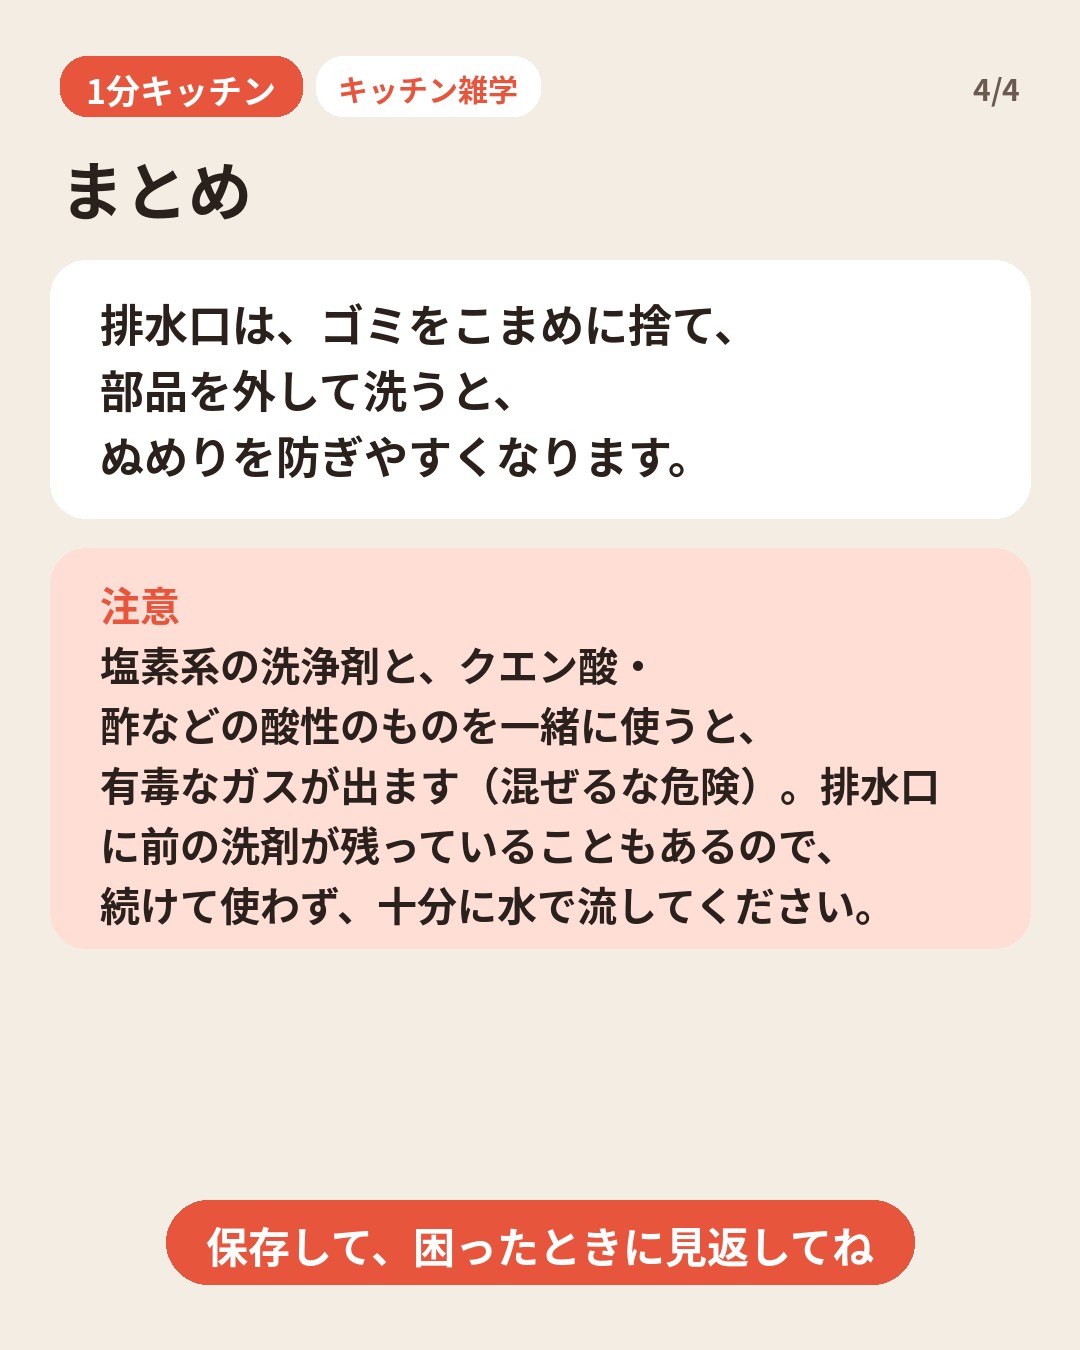 1分キッチン
キッチン雑学
4/4
まとめ
排水口は、ゴミをこまめに捨て、
部品を外して洗うと、
ぬめりを防ぎやすくなります。
注意
塩素系の洗浄剤と、クエン酸・
酢などの酸性のものを一緒に使うと、
有毒なガスが出ます（混ぜるな危険）。排水口
に前の洗剤が残っていることもあるので、
続けて使わず、十分に水で流してください。
保存して、困ったときに見返してね